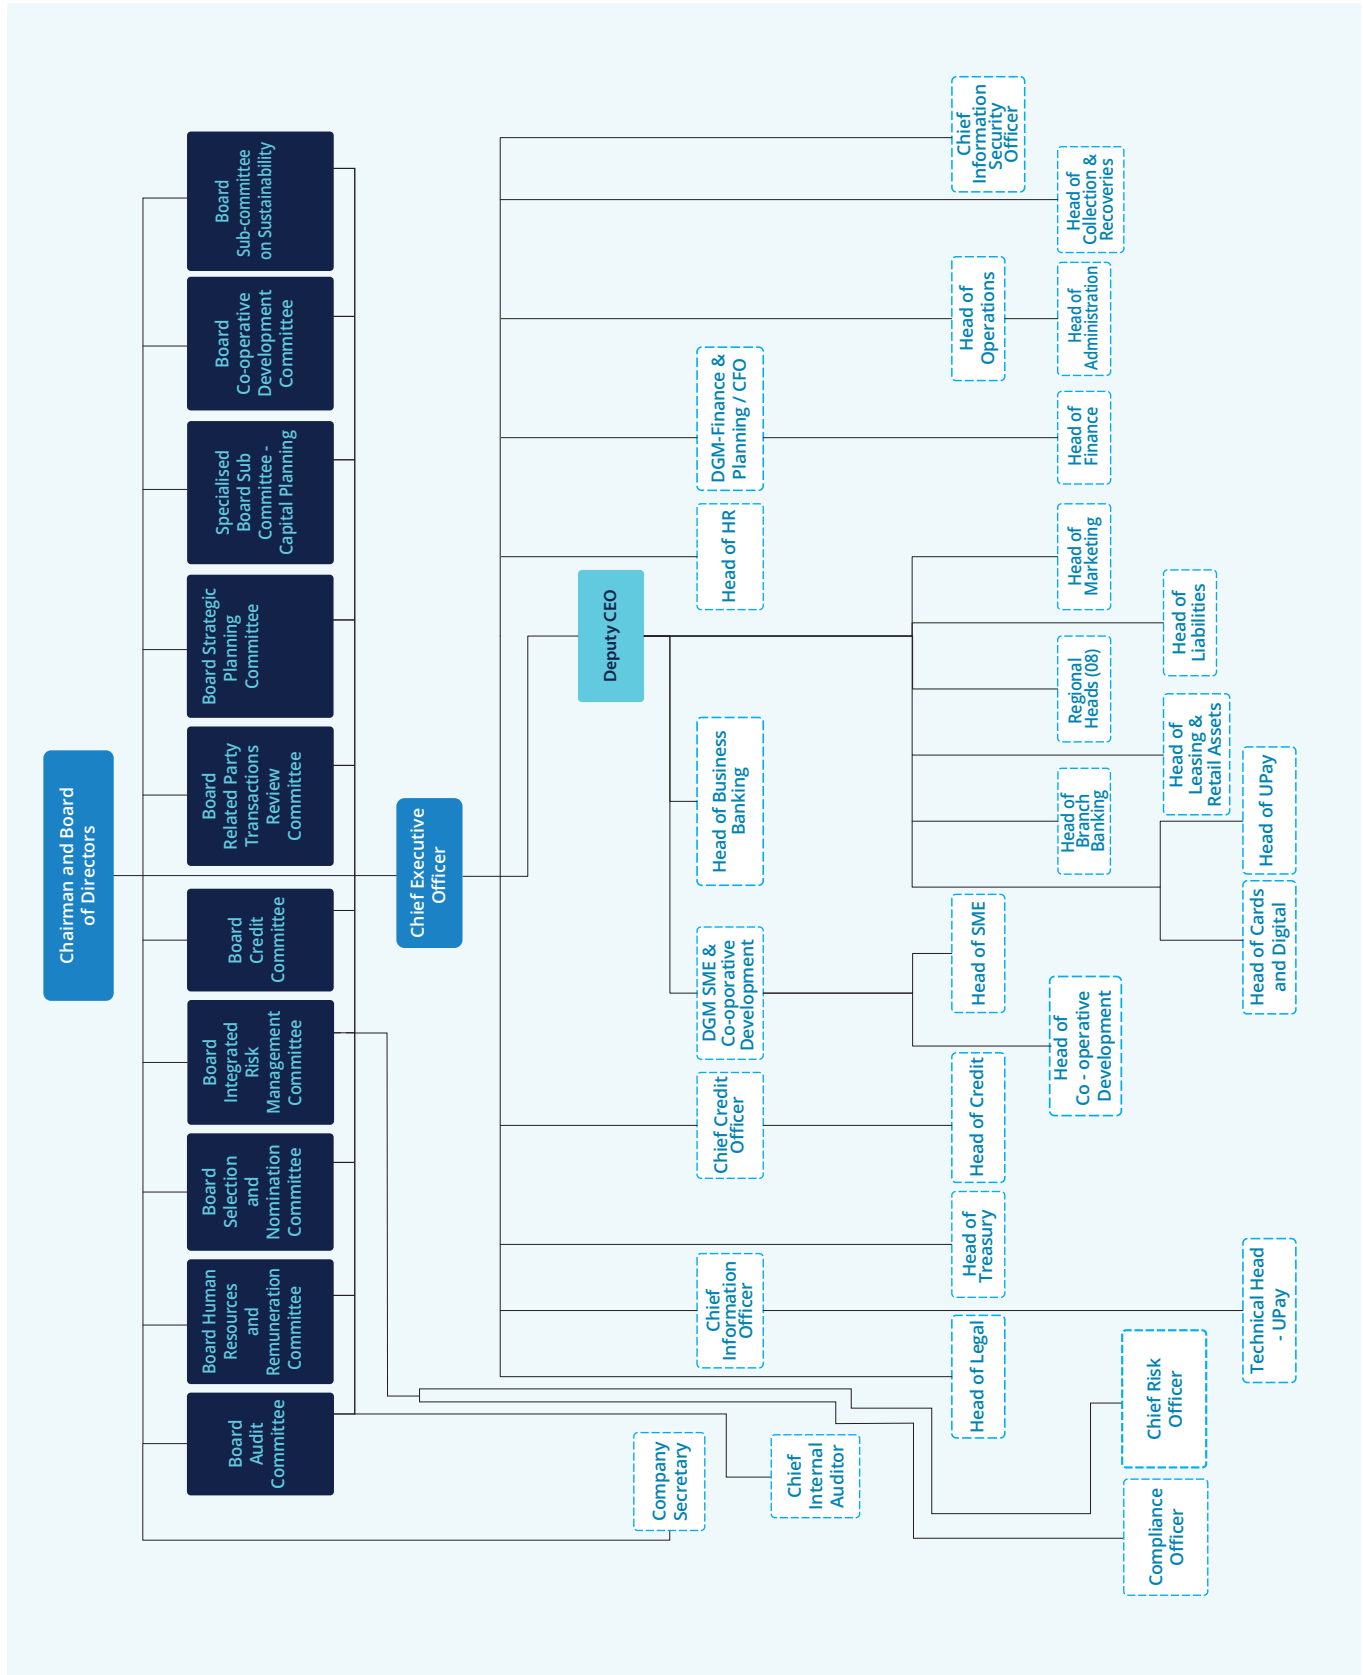 Chairman and Board
of Directors
Board
Audit
Committee
Board Human
Resources
and
Remuneration
Committee
Board
Selection
and
Nomination
Committee
Board
Integrated
Risk
Management
Committee
Board
Credit
Committee
Board
Related Party
Transactions
Review
Committee
Board Strategic
Planning
Committee
Specialised
Board Sub
Committee -
Capital Planning
Board
Co-operative
Development
Committee
Board
Sub-committee
on Sustainability
Chief Executive
Officer
Deputy CEO
Company
Secretary
Chief
Internal
Auditor
Chief
Information
Officer
Chief Credit
Officer
DGM SME &
Co-oporative
Development
Head of Business
Banking
Head of HR
DGM-Finance &
Planning / CFO
Head of Legal
Head of
Treasury
Head of Credit
Head of SME
Head of
Operations
Chief
Information
Security
Officer
Head of
Co - operative
Development
Head of
Branch
Banking
Regional
Heads (08)
Head of
Marketing
Head of
Finance
Head of
Administration
Head of
Collection &
Recoveries
Compliance
Officer
Chief Risk
Officer
Head of
Leasing &
Retail Assets
Head of
Liabilities
Technical Head
- UPay
Head of Cards
and Digital
Head of UPay